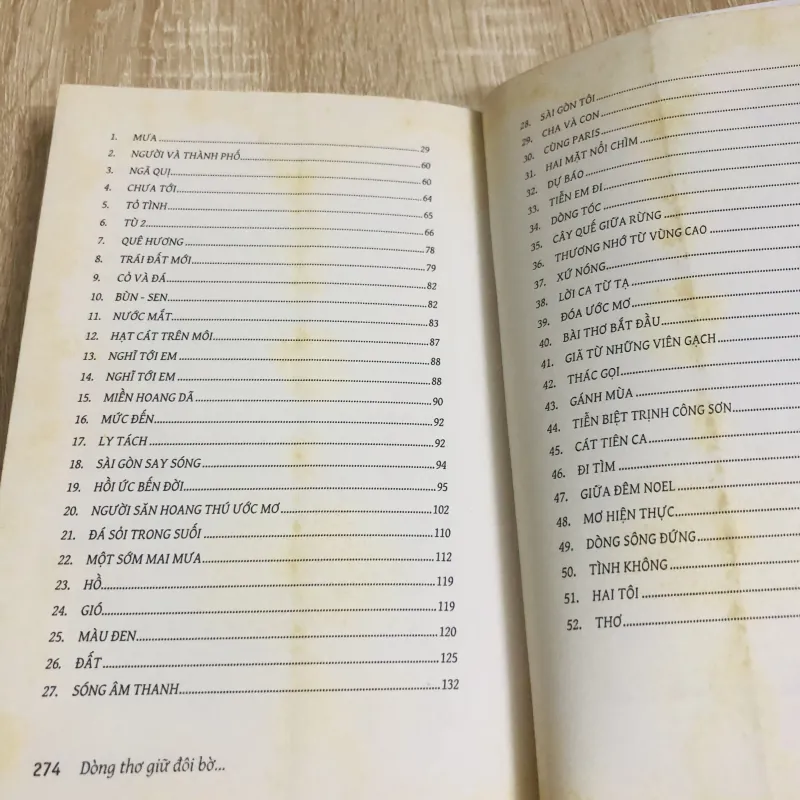 1. MƯA 29
2. NGƯỜI VÀ THÀNH PHỐ 60
3. NGÃ QUỊ 60
4. CHƯA TỚI 64
5. TỎ TÌNH 65
6. TÙ 2 66
7. QUÊ HƯƠNG 78
8. TRÁI ĐẤT MỚI 79
9. CỎ VÀ ĐÁ 82
10. BÙN - SEN 82
11. NƯỚC MẮT 83
12. HẠT CÁT TRÊN MÔI 87
13. NGHĨ TỚI EM 88
14. NGHĨ TỚI EM 88
15. MIỀN HOANG DÃ 90
16. MỨC ĐẾN 92
17. LY TÁCH 92
18. SÀI GÒN SAY SÓNG 94
19. HỒI ỨC BẾN ĐỜI 95
20. NGƯỜI SĂN HOANG THÚ ƯỚC MƠ 102
21. ĐÁ SỎI TRONG SUỐI 110
22. MỘT SỚM MAI MƯA 112
23. HỒ 119
24. GIÓ 119
25. MÀU ĐEN 120
26. ĐẤT 125
27. SÓNG ÂM THANH 132
274 Dòng thơ giữ đôi bờ...
28. SÀI GÒN TÔI
29. CHA VÀ CON
30. CÙNG PARIS
31. HAI MẶT NỔI CHÌM
32. DỰ BÁO
33. TIỄN EM ĐI
34. DÒNG TÓC
35. CÂY QUẾ GIỮA RỪNG
36. THƯƠNG NHỚ TỪ VÙNG CAO
37. XỨ NÓNG
38. LỜI CA TỪ TẠ
39. ĐÓA ƯỚC MƠ
40. BÀI THƠ BẮT ĐẦU
41. GIÃ TỪ NHỮNG VIÊN GẠCH
42. THÁC GỌI
43. GÁNH MÙA
44. TIỄN BIỆT TRỊNH CÔNG SƠN
45. CÁT TIÊN CA
46. ĐI TÌM
47. GIỮA ĐÊM NOEL
48. MƠ HIỆN THỰC
49. DÒNG SÔNG ĐỨNG
50. TÌNH KHÔNG
51. HAI TÔI
52. THƠ